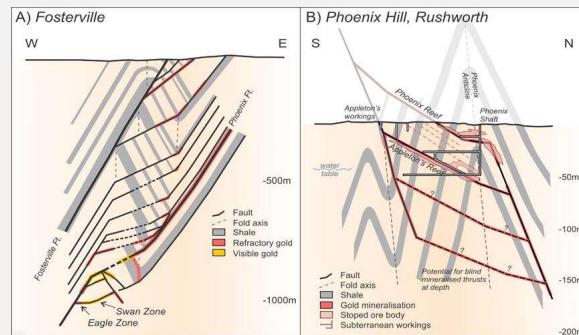 A) Fosterville
W
E
Phoenix Ft.
-500m
Fault
Fold axis
Shale
Refractory gold
Visible gold
Fosterville Ft.
-1000m
Swan Zone
Eagle Zone
B) Phoenix Hill, Rushworth
S
N
Phoenix Reef
Phoenix
Anticline
Appleton's
workings
Phoenix
Shaft
Appleton's Reef
water
table
-50m
?
?
-100m
?
?
Potential for blind
mineralised thrusts
at depth
?
-150m
Fault
Fold axis
Shale
Gold mineralisation
Stoped ore body
Subterranean workings
-200m